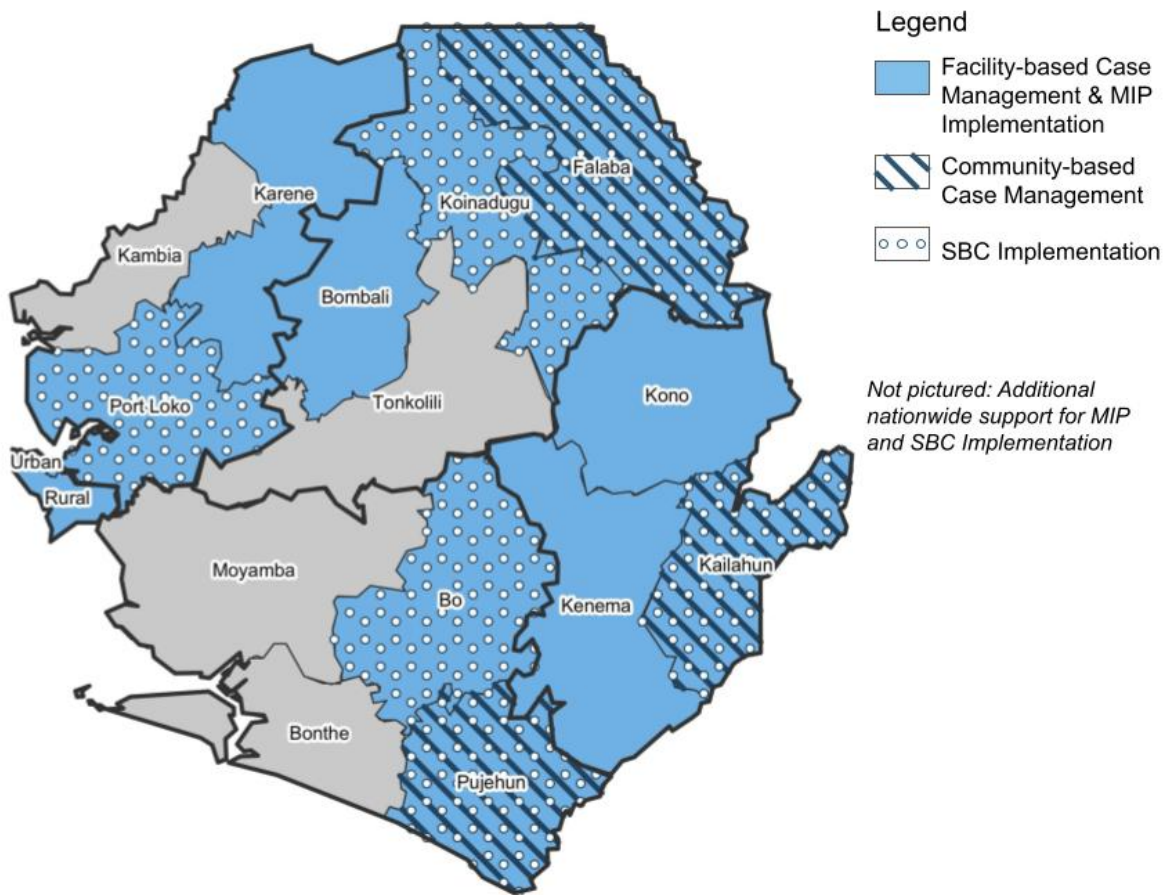 Legend
Facility-based Case
Management & MIP
Implementation
Community-based
Case Management
SBC Implementation
Not pictured: Additional
nationwide support for MIP
and SBC Implementation
Falaba
Karene
Koinadugu
Kambia
Bombali
Kono
Tonkolili
Port Loko
Urban
Rural
Kailahun
Moyamba
Bo
Kenema
Bonthe
Pujehun